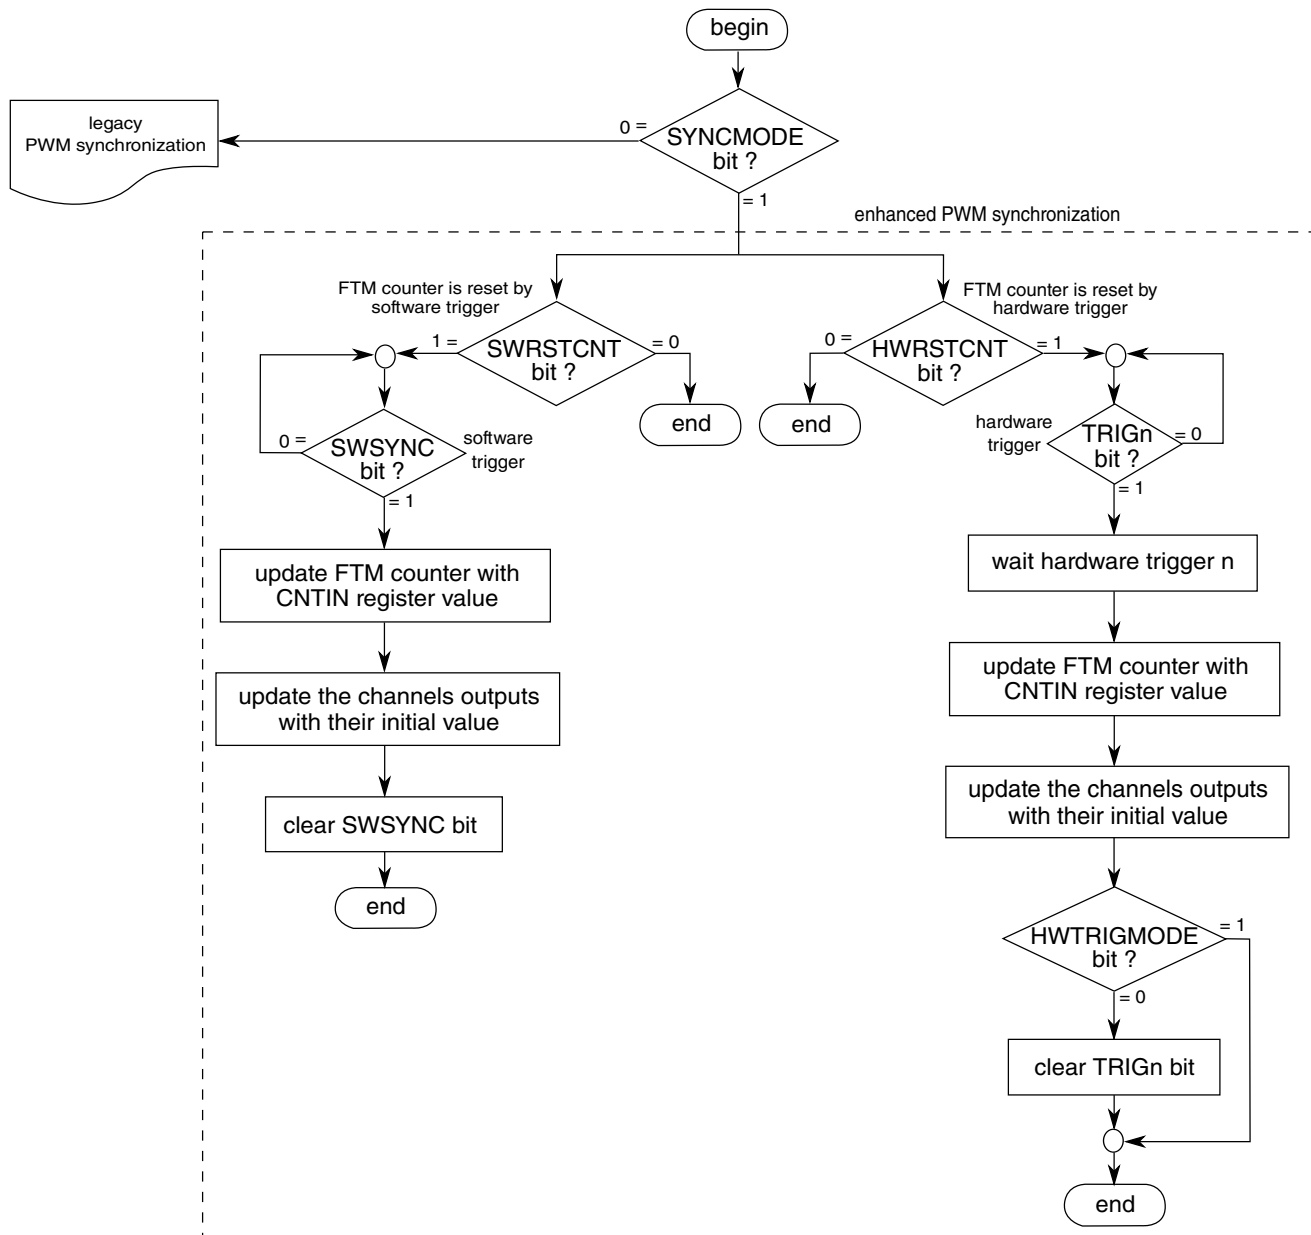 begin
legacy
PWM synchronization
0 =
SYNCMODE
bit ?
= 1
enhanced PWM synchronization
FTM counter is reset by
software trigger
FTM counter is reset by
hardware trigger
1 =
SWRSTCNT
bit ?
= 0
0 =
HWRSTCNT
bit ?
= 1
end
end
0 =
SWSYNC
bit ?
software
trigger
= 1
hardware
trigger
TRIGn
bit ?
= 0
= 1
update FTM counter with
CNTIN register value
wait hardware trigger n
update the channels outputs
with their initial value
update FTM counter with
CNTIN register value
clear SWSYNC bit
update the channels outputs
with their initial value
end
HWTRIGMODE
bit ?
= 1
= 0
clear TRIGn bit
end